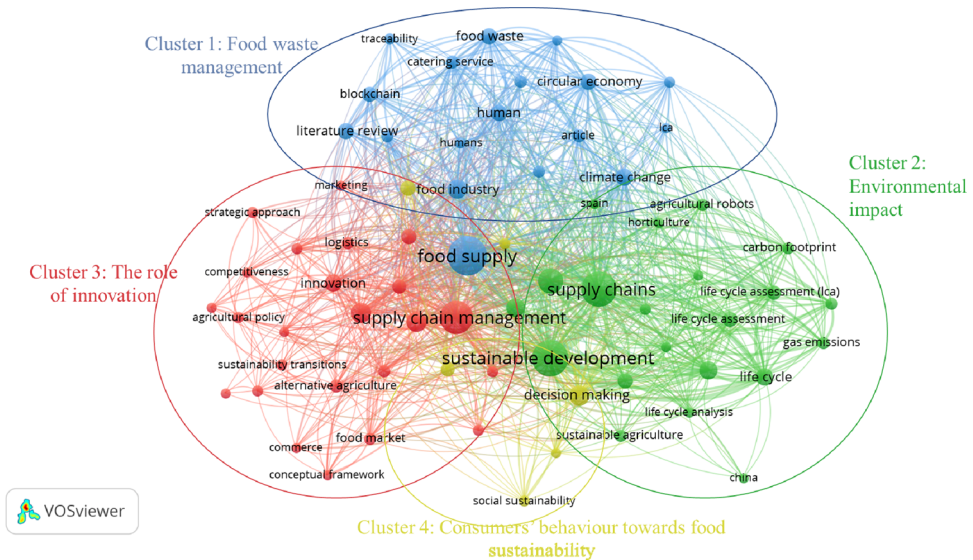 traceability
food waste
Cluster 1: Food waste
management
catering service
circular economy
blockchain
human
literature review
humans
article
lca
climate change
marketing
food industry
Cluster 2:
Environmental
impact
spain
agricultural robots
strategic approach
horticulture
logistics
carbon footprint
food supply
Cluster 3: The role
of innovation
competitiveness
innovation
supply chains
life cycle assessment (lca)
agricultural policy
supply chain management
life cycle assessment
gas emissions
sustainability transitions
sustainable development
alternative agriculture
life cycle
decision making
life cycle analysis
food market
sustainable agriculture
commerce
conceptual framework
china
social sustainability
VOSviewer
Cluster 4: Consumers' behaviour towards food
sustainability